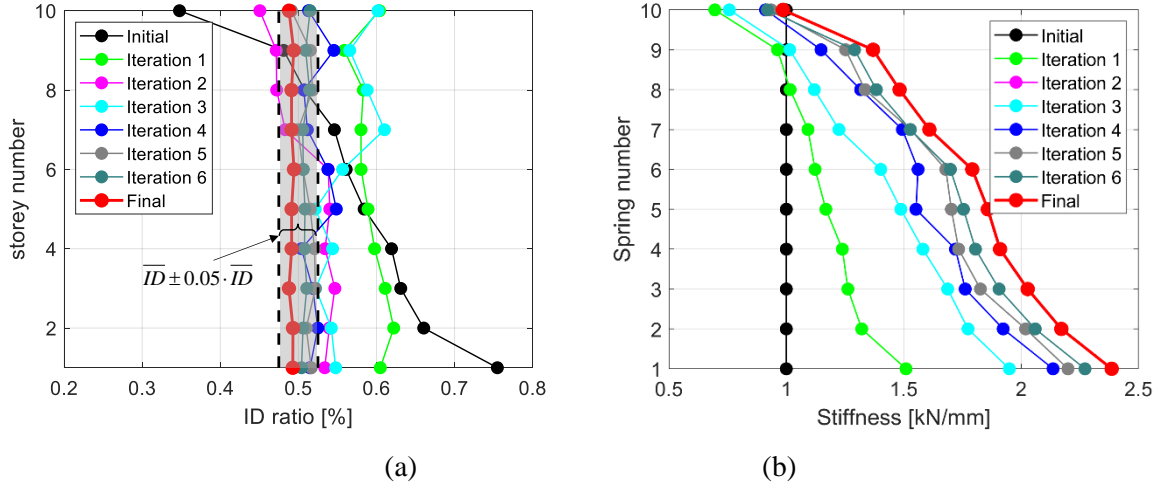 10
9
8
7
6
5
4
3
2
1
storey number
0.2 0.3 0.4 0.5 0.6 0.7 0.8
ID ratio [%]
Initial
Iteration 1
Iteration 2
Iteration 3
Iteration 4
Iteration 5
Iteration 6
Final
ID ± 0.05 · ID
(a)
10
9
8
7
6
5
4
3
2
1
Spring number
0.5 1 1.5 2 2.5
Stiffness [kN/mm]
Initial
Iteration 1
Iteration 2
Iteration 3
Iteration 4
Iteration 5
Iteration 6
Final
(b)